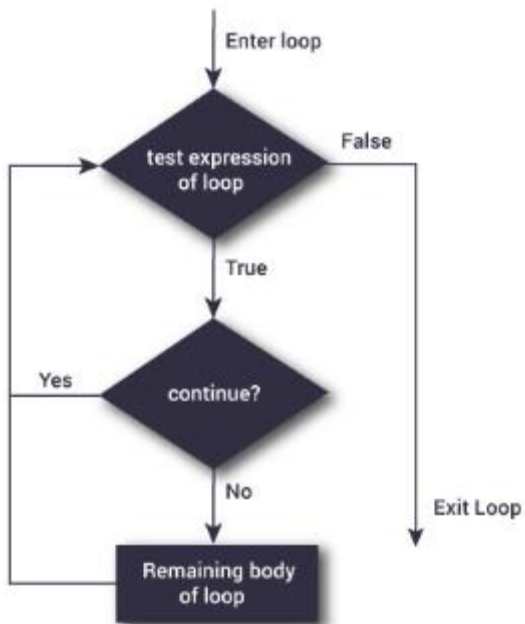 Enter loop
test expression
of loop
False
True
Yes
continue?
No
Exit Loop
Remaining body
of loop